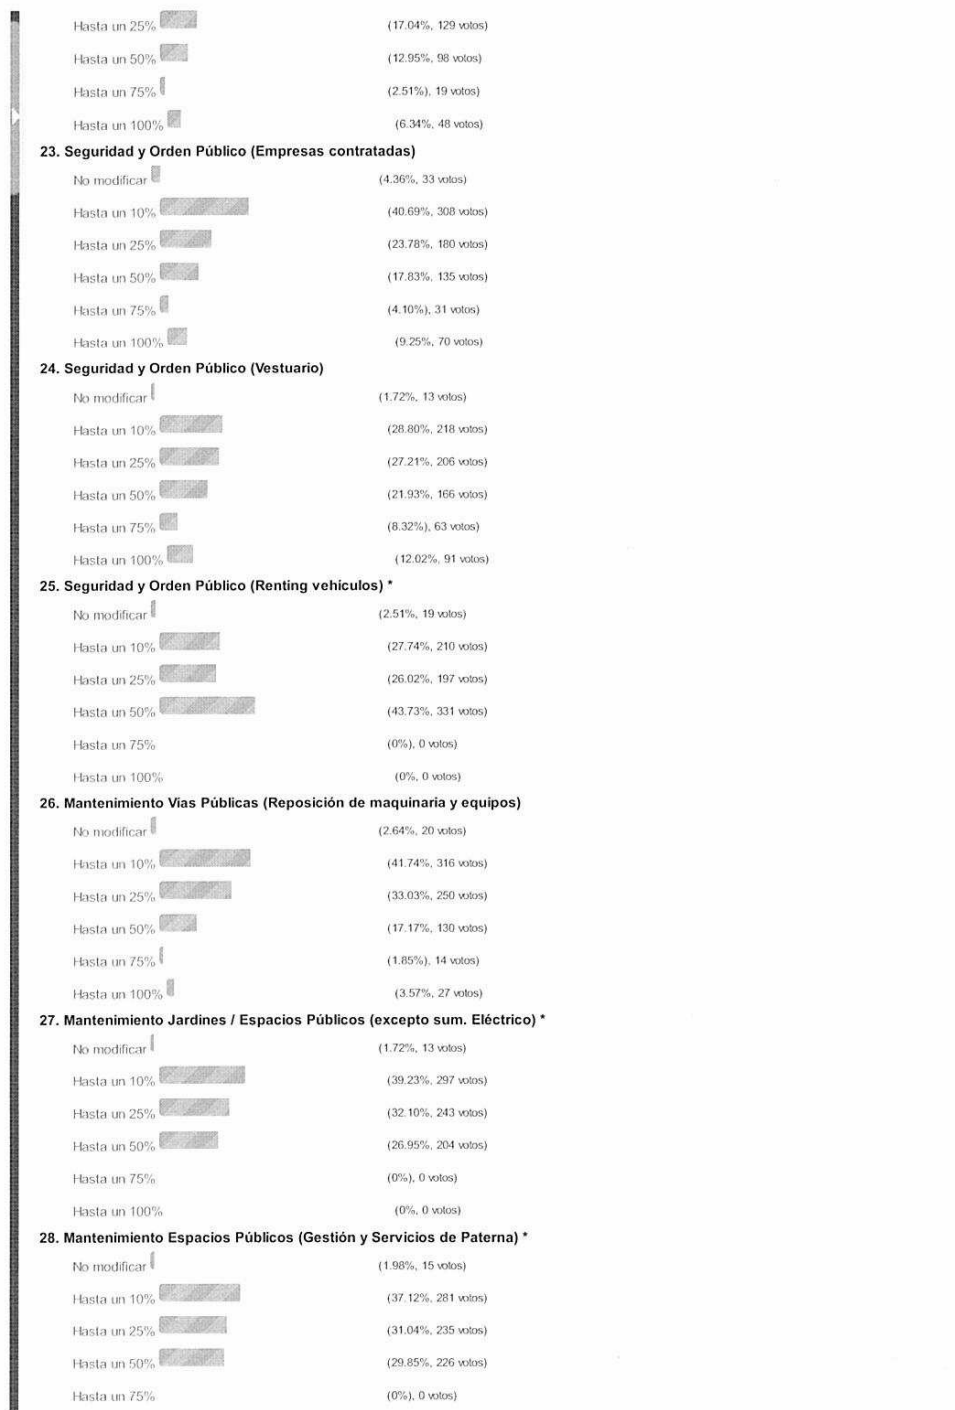 Hasta un 25% (17.04%, 129 votos)
Hasta un 50% (12.95%, 98 votos)
Hasta un 75% (2.51%), 19 votos)
Hasta un 100% (6.34%, 48 votos)
23. Seguridad y Orden Público (Empresas contratadas)
No modificar (4.36%, 33 votos)
Hasta un 10% (40.69%, 308 votos)
Hasta un 25% (23.78%, 180 votos)
Hasta un 50% (17.83%, 135 votos)
Hasta un 75% (4.10%), 31 votos)
Hasta un 100% (9.25%, 70 votos)
24. Seguridad y Orden Público (Vestuario)
No modificar (1.72%, 13 votos)
Hasta un 10% (28.80%, 218 votos)
Hasta un 25% (27.21%, 206 votos)
Hasta un 50% (21.93%, 166 votos)
Hasta un 75% (8.32%), 63 votos)
Hasta un 100% (12.02%, 91 votos)
25. Seguridad y Orden Público (Renting vehículos) *
No modificar (2.51%, 19 votos)
Hasta un 10% (27.74%, 210 votos)
Hasta un 25% (26.02%, 197 votos)
Hasta un 50% (43.73%, 331 votos)
Hasta un 75% (0%), 0 votos)
Hasta un 100% (0%, 0 votos)
26. Mantenimiento Vías Públicas (Reposición de maquinaria y equipos)
No modificar (2.64%, 20 votos)
Hasta un 10% (41.74%, 316 votos)
Hasta un 25% (33.03%, 250 votos)
Hasta un 50% (17.17%, 130 votos)
Hasta un 75% (1.85%), 14 votos)
Hasta un 100% (3.57%, 27 votos)
27. Mantenimiento Jardines / Espacios Públicos (excepto sum. Eléctrico) *
No modificar (1.72%, 13 votos)
Hasta un 10% (39.23%, 297 votos)
Hasta un 25% (32.10%, 243 votos)
Hasta un 50% (26.95%, 204 votos)
Hasta un 75% (0%), 0 votos)
Hasta un 100% (0%, 0 votos)
28. Mantenimiento Espacios Públicos (Gestión y Servicios de Paterna) *
No modificar (1.98%, 15 votos)
Hasta un 10% (37.12%, 281 votos)
Hasta un 25% (31.04%, 235 votos)
Hasta un 50% (29.85%, 226 votos)
Hasta un 75% (0%), 0 votos)